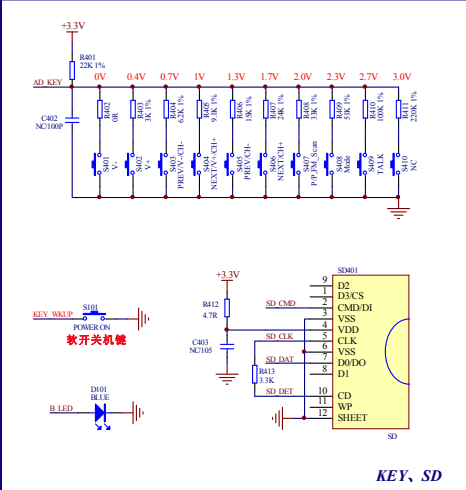 +3.3V
R401
22K 1%
0V 0.4V 0.7V 1V 1.3V 1.7V 2.0V 2.3V 2.7V 3.0V
AD_KEY
C402
NC/100P
R402
0R
R403
3K 1%
R404
6.2K 1%
R405
9.1K 1%
R406
15K 1%
R407
24K 1%
R408
33K 1%
R409
51K 1%
R410
100K 1%
R411
220K 1%
S401
V-
S402
V+
S403
PREV/V-/CH-
S404
NEXT/V+/CH+
S405
PREV/CH-
S406
NEXT/CH+
S407
P/P,FM_Scan
S408
Mode
S409
TALK
S410
NC
KEY_WKUP
S101
POWER ON
软开关机键
B_LED
D101
BLUE
+3.3V
R412
4.7R
C403
NC/105
SD_CMD
SD_CLK
SD_DAT
R413
3.3K
SD_DET
SD401
9 D2
1 D3/CS
2 CMD/DI
3 VSS
4 VDD
5 CLK
6 VSS
7 D0/DO
8 D1
10 CD
11 WP
12 SHEET
SD
KEY、SD